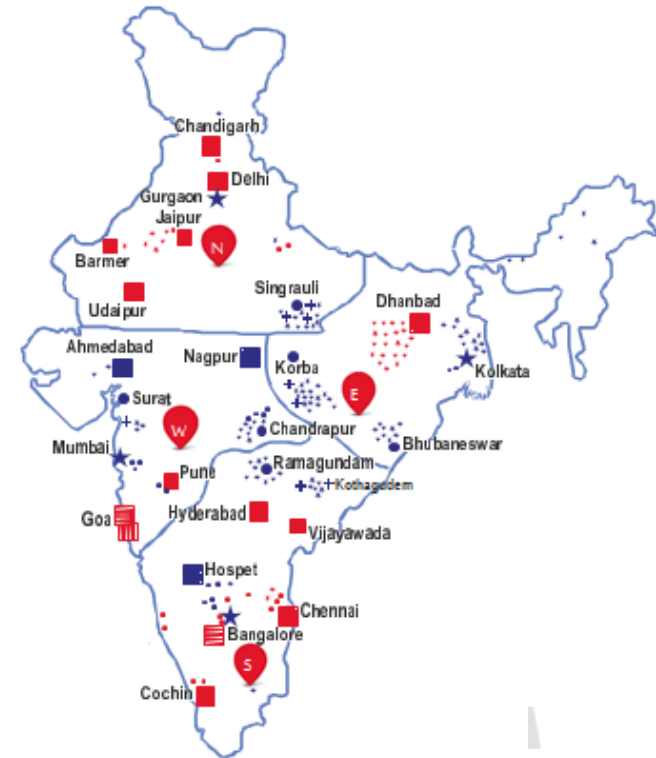 Chandigarh
Delhi
Gurgaon
Jaipur
N
Barmer
Udaipur
Singrauli
Dhanbad
Ahmedabad
Nagpur
Korba
Kolkata
Surat
E
W
Chandrapur
Mumbai
Bhubaneswar
Ramagundam
Pune
Kothagudem
Goa
Hyderabad
Vijayawada
Hospet
Chennai
Bangalore
S
Cochin